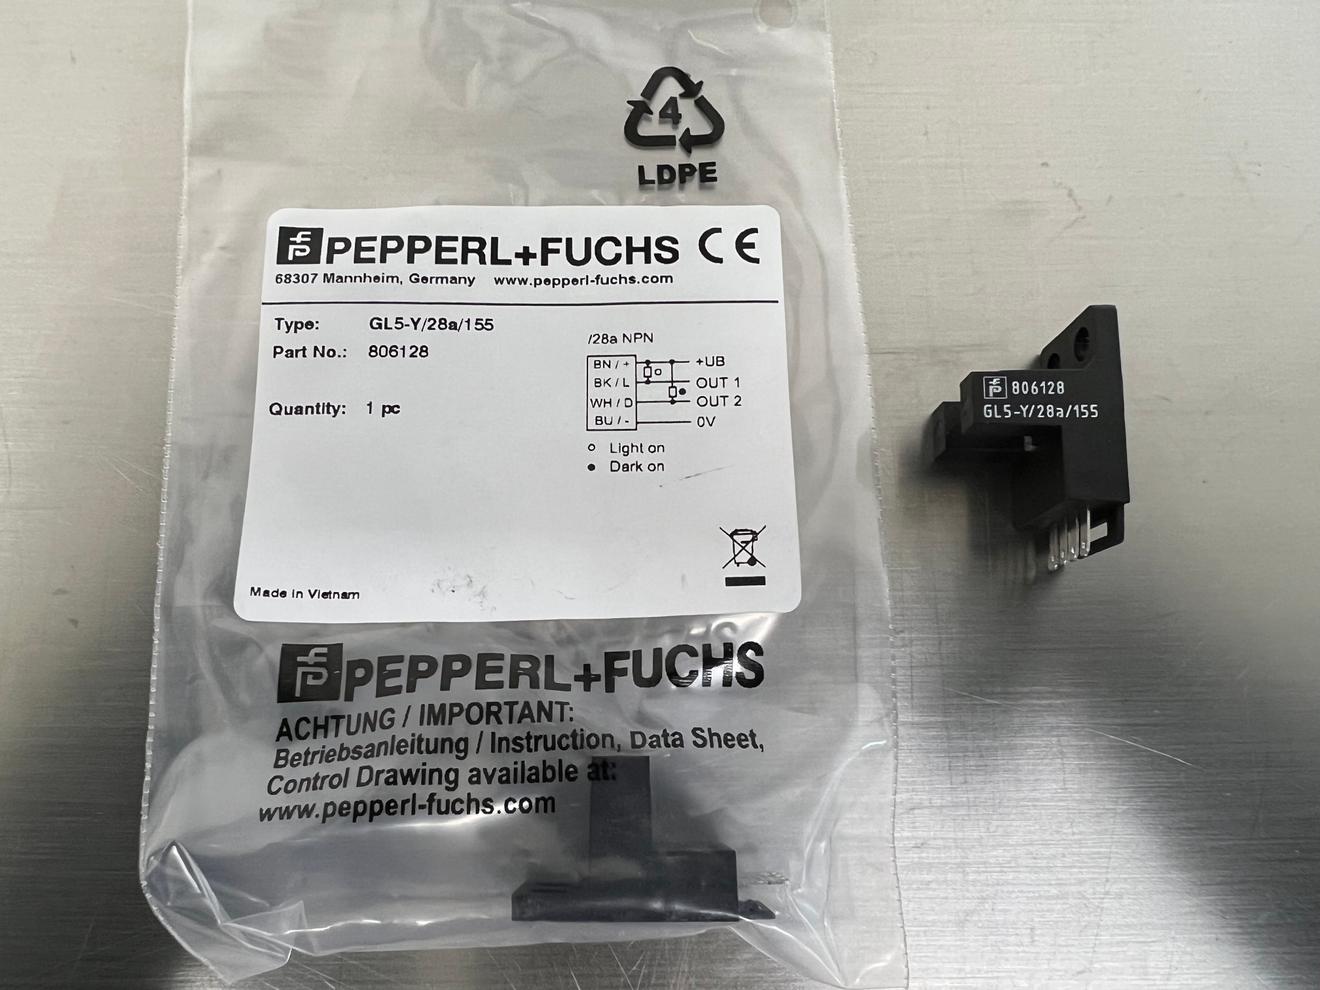 4
LDPE
PEPPERL+FUCHS CE
68307 Mannheim, Germany www.pepperl-fuchs.com
Type: GL5-Y/28a/155
Part No.: 806128
Quantity: 1 pc
/28a NPN
BN / + +UB
BK / L OUT 1
WH / D OUT 2
BU / - 0V
○ Light on
● Dark on
Made in Vietnam
PEPPERL+FUCHS
ACHTUNG / IMPORTANT:
Betriebsanleitung / Instruction, Data Sheet,
Control Drawing available at:
www.pepperl-fuchs.com
806128
GL5-Y/28a/155